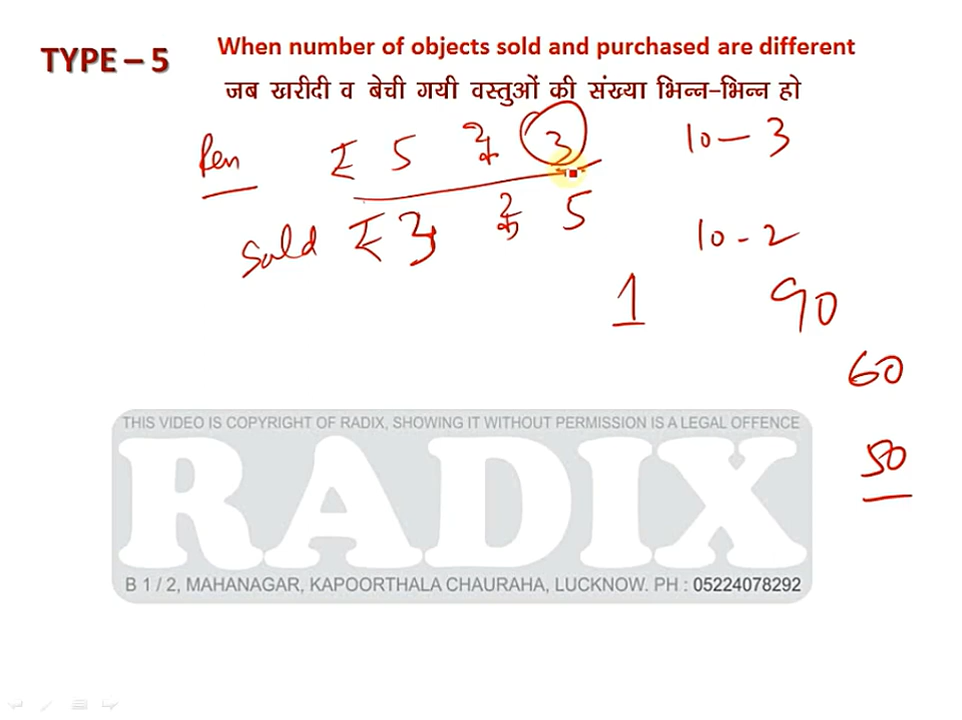 TYPE – 5
When number of objects sold and purchased are different
जब खरीदी व बेची गयी वस्तुओं की संख्या भिन्न-भिन्न हो
Pen ₹ 5 के 3 10 – 3
Sold ₹ के 5 10 - 2
1 90
60
50
THIS VIDEO IS COPYRIGHT OF RADIX, SHOWING IT WITHOUT PERMISSION IS A LEGAL OFFENCE
RADIX
B 1 / 2, MAHANAGAR, KAPOORTHALA CHAURAHA, LUCKNOW. PH : 05224078292